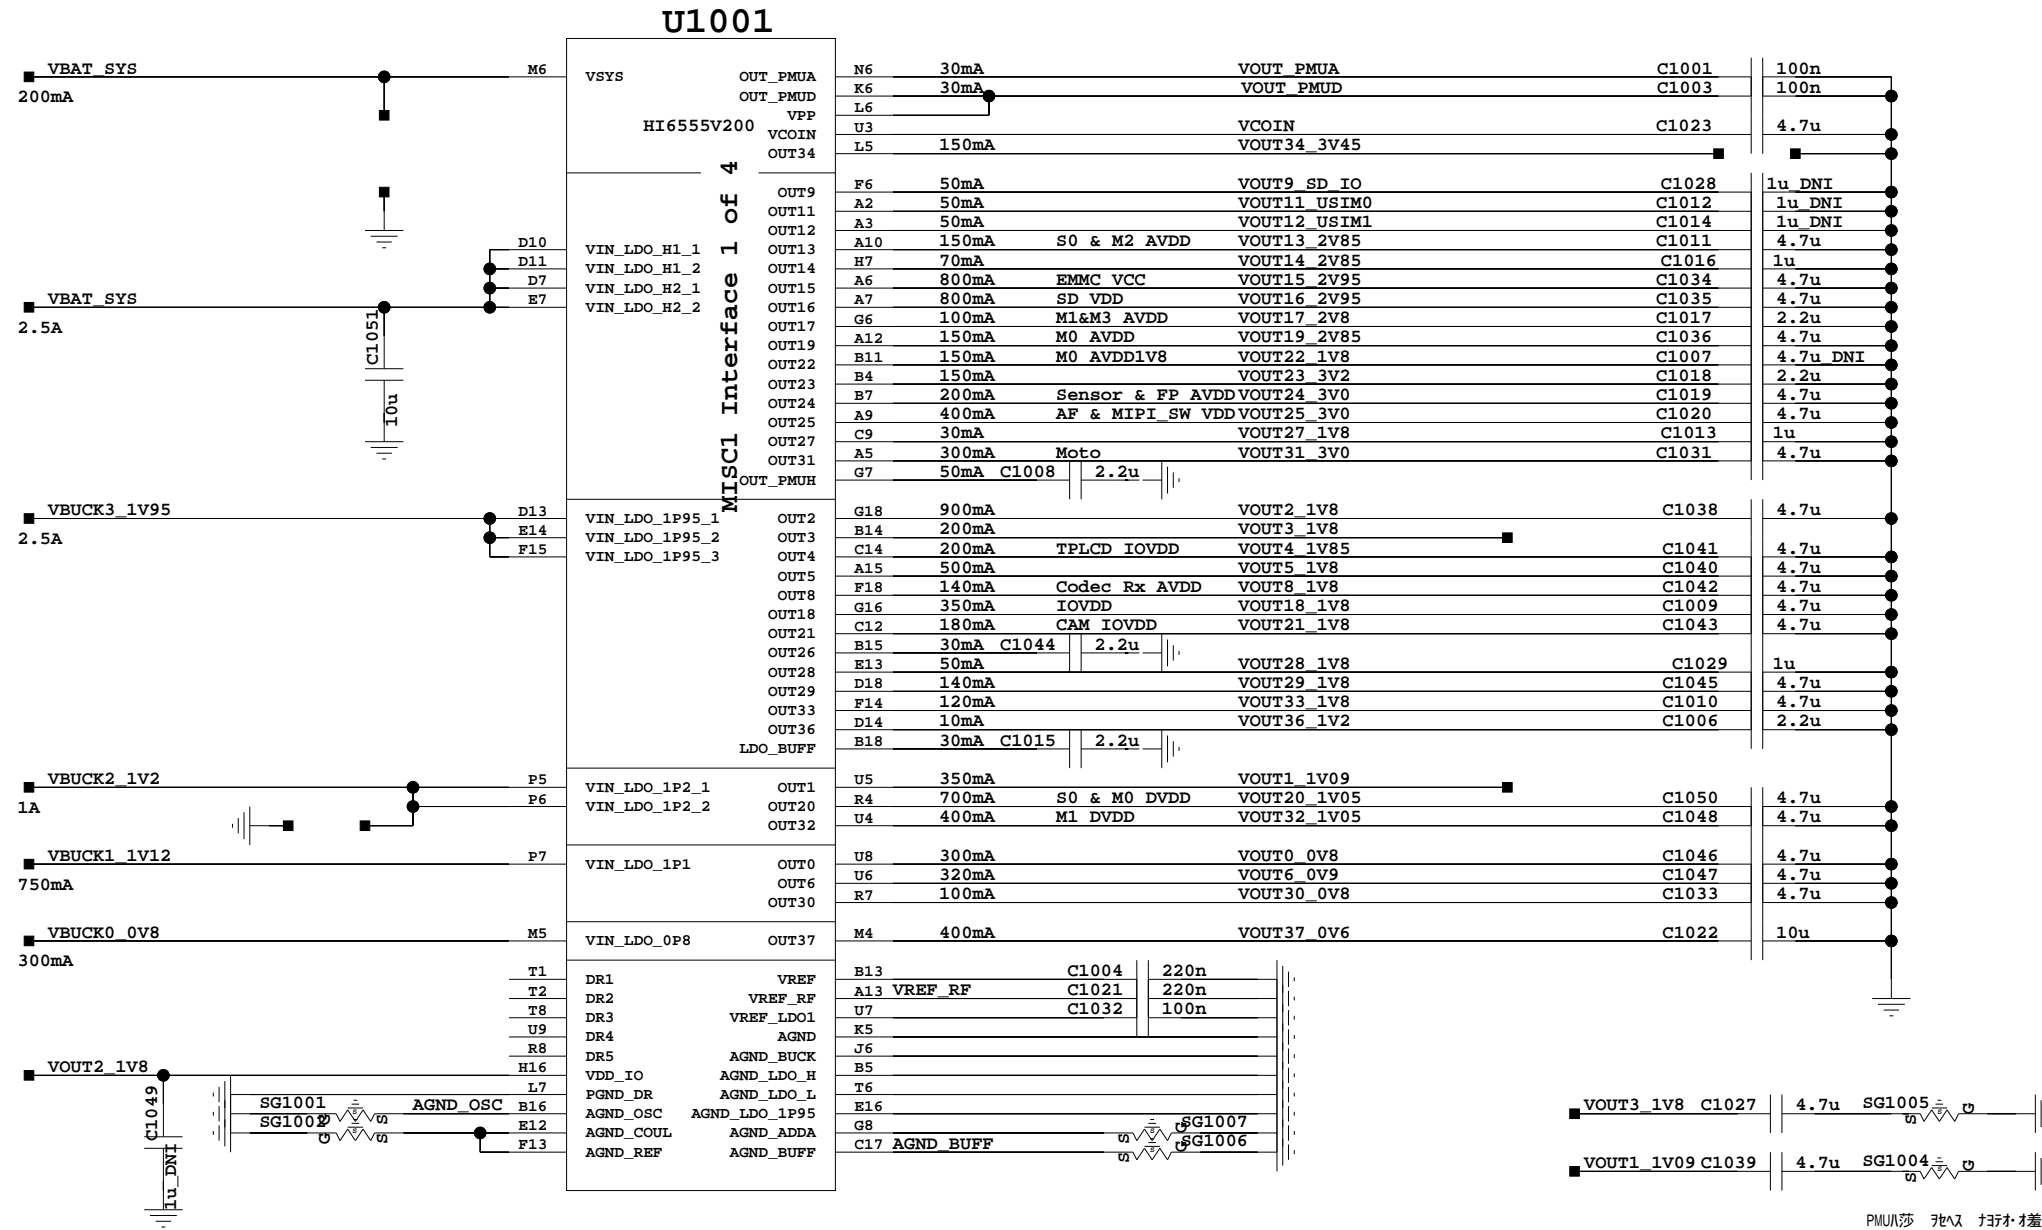 U1001
VBAT_SYS M6 VSYS OUT_PMUA N6 30mA VOUT_PMUA C1001 100n
200mA OUT_PMUD K6 30mA VOUT_PMUD C1003 100n
VPP L6
HI6555V200
VCOIN U3 VCOIN C1023 4.7u
OUT34 L5 150mA VOUT34_3V45
MISC1 Interface 1 of 4
OUT9 F6 50mA VOUT9_SD_IO C1028 1u_DNI
OUT11 A2 50mA VOUT11_USIM0 C1012 1u_DNI
OUT12 A3 50mA VOUT12_USIM1 C1014 1u_DNI
D10 VIN_LDO_H1_1 OUT13 A10 150mA S0 & M2 AVDD VOUT13_2V85 C1011 4.7u
D11 VIN_LDO_H1_2 OUT14 H7 70mA VOUT14_2V85 C1016 1u
D7 VIN_LDO_H2_1 OUT15 A6 800mA EMMC VCC VOUT15_2V95 C1034 4.7u
VBAT_SYS E7 VIN_LDO_H2_2 OUT16 A7 800mA SD VDD VOUT16_2V95 C1035 4.7u
2.5A OUT17 G6 100mA M1&M3 AVDD VOUT17_2V8 C1017 2.2u
C1051 10u
OUT19 A12 150mA M0 AVDD VOUT19_2V85 C1036 4.7u
OUT22 B11 150mA M0 AVDD1V8 VOUT22_1V8 C1007 4.7u_DNI
OUT23 B4 150mA VOUT23_3V2 C1018 2.2u
OUT24 B7 200mA Sensor & FP AVDD VOUT24_3V0 C1019 4.7u
OUT25 A9 400mA AF & MIPI_SW VDD VOUT25_3V0 C1020 4.7u
OUT27 C9 30mA VOUT27_1V8 C1013 1u
OUT31 A5 300mA Moto VOUT31_3V0 C1031 4.7u
OUT_PMUH G7 50mA C1008 2.2u
VBUCK3_1V95 D13 VIN_LDO_1P95_1 OUT2 G18 900mA VOUT2_1V8 C1038 4.7u
2.5A E14 VIN_LDO_1P95_2 OUT3 B14 200mA VOUT3_1V8
F15 VIN_LDO_1P95_3 OUT4 C14 200mA TPLCD IOVDD VOUT4_1V85 C1041 4.7u
OUT5 A15 500mA VOUT5_1V8 C1040 4.7u
OUT8 F18 140mA Codec Rx AVDD VOUT8_1V8 C1042 4.7u
OUT18 G16 350mA IOVDD VOUT18_1V8 C1009 4.7u
OUT21 C12 180mA CAM IOVDD VOUT21_1V8 C1043 4.7u
OUT26 B15 30mA C1044 2.2u
OUT28 E13 50mA VOUT28_1V8 C1029 1u
OUT29 D18 140mA VOUT29_1V8 C1045 4.7u
OUT33 F14 120mA VOUT33_1V8 C1010 4.7u
OUT36 D14 10mA VOUT36_1V2 C1006 2.2u
LDO_BUFF B18 30mA C1015 2.2u
VBUCK2_1V2 P5 VIN_LDO_1P2_1 OUT1 U5 350mA VOUT1_1V09
1A P6 VIN_LDO_1P2_2 OUT20 R4 700mA S0 & M0 DVDD VOUT20_1V05 C1050 4.7u
OUT32 U4 400mA M1 DVDD VOUT32_1V05 C1048 4.7u
VBUCK1_1V12 P7 VIN_LDO_1P1 OUT0 U8 300mA VOUT0_0V8 C1046 4.7u
750mA OUT6 U6 320mA VOUT6_0V9 C1047 4.7u
OUT30 R7 100mA VOUT30_0V8 C1033 4.7u
VBUCK0_0V8 M5 VIN_LDO_0P8 OUT37 M4 400mA VOUT37_0V6 C1022 10u
300mA
T1 DR1 VREF B13 C1004 220n
T2 DR2 VREF_RF A13 VREF_RF C1021 220n
T8 DR3 VREF_LDO1 U7 C1032 100n
U9 DR4 AGND K5
R8 DR5 AGND_BUCK J6
VOUT2_1V8 H16 VDD_IO AGND_LDO_H B5
L7 PGND_DR AGND_LDO_L T6
C1049 1u_DNI
SG1001 G S AGND_OSC B16 AGND_OSC AGND_LDO_1P95 E16
SG1002 G S E12 AGND_COUL AGND_ADDA G8 S G SG1007
F13 AGND_REF AGND_BUFF C17 AGND_BUFF S G SG1006
VOUT3_1V8 C1027 4.7u SG1005 S G
VOUT1_1V09 C1039 4.7u SG1004 S G